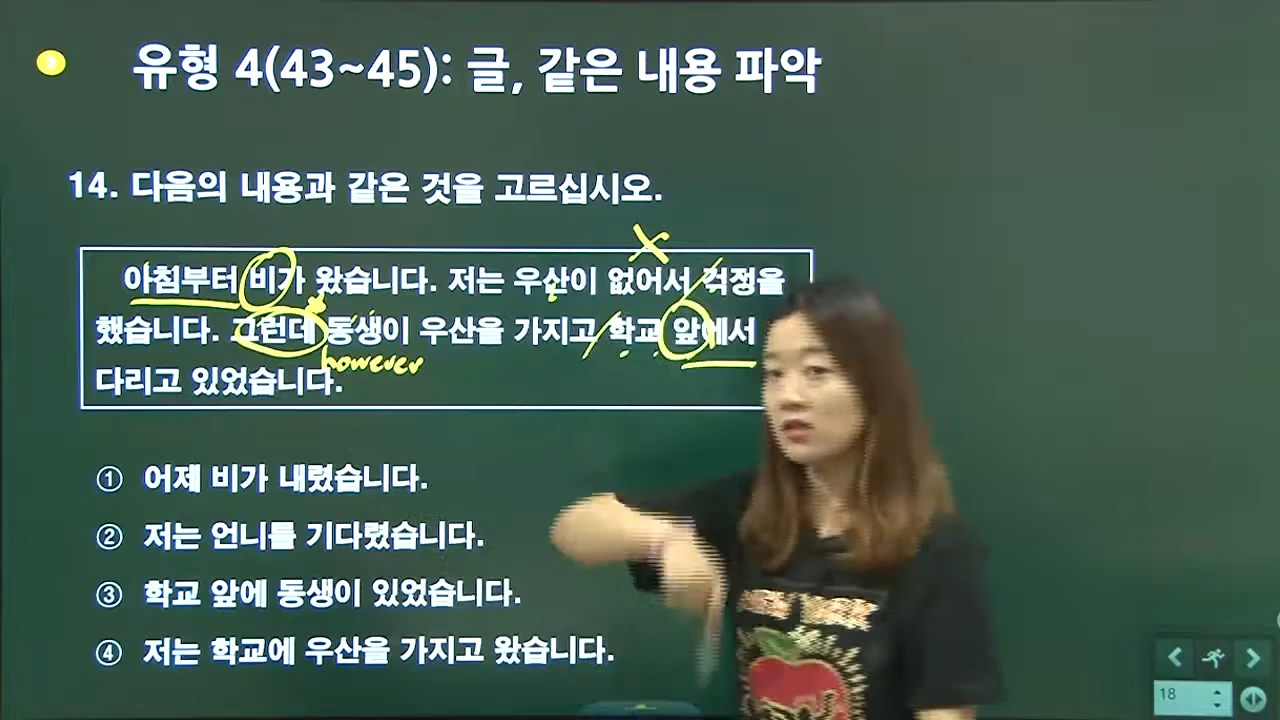 유형 4(43~45): 글, 같은 내용 파악
14. 다음의 내용과 같은 것을 고르십시오.
아침부터 비가 왔습니다. 저는 우산이 없어서 걱정을
했습니다. 그런데 동생이 우산을 가지고 학교 앞에서
however
다리고 있었습니다.
① 어제 비가 내렸습니다.
② 저는 언니를 기다렸습니다.
③ 학교 앞에 동생이 있었습니다.
④ 저는 학교에 우산을 가지고 왔습니다.
18